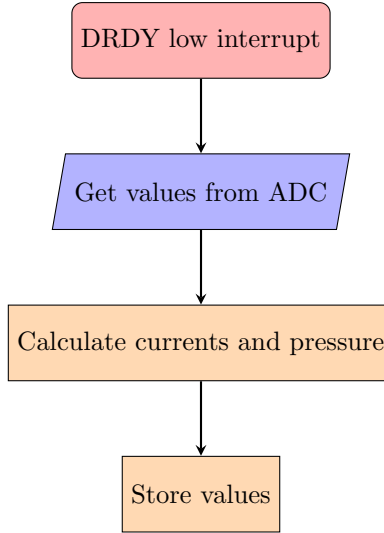 DRDY low interrupt
Get values from ADC
Calculate currents and pressure
Store values